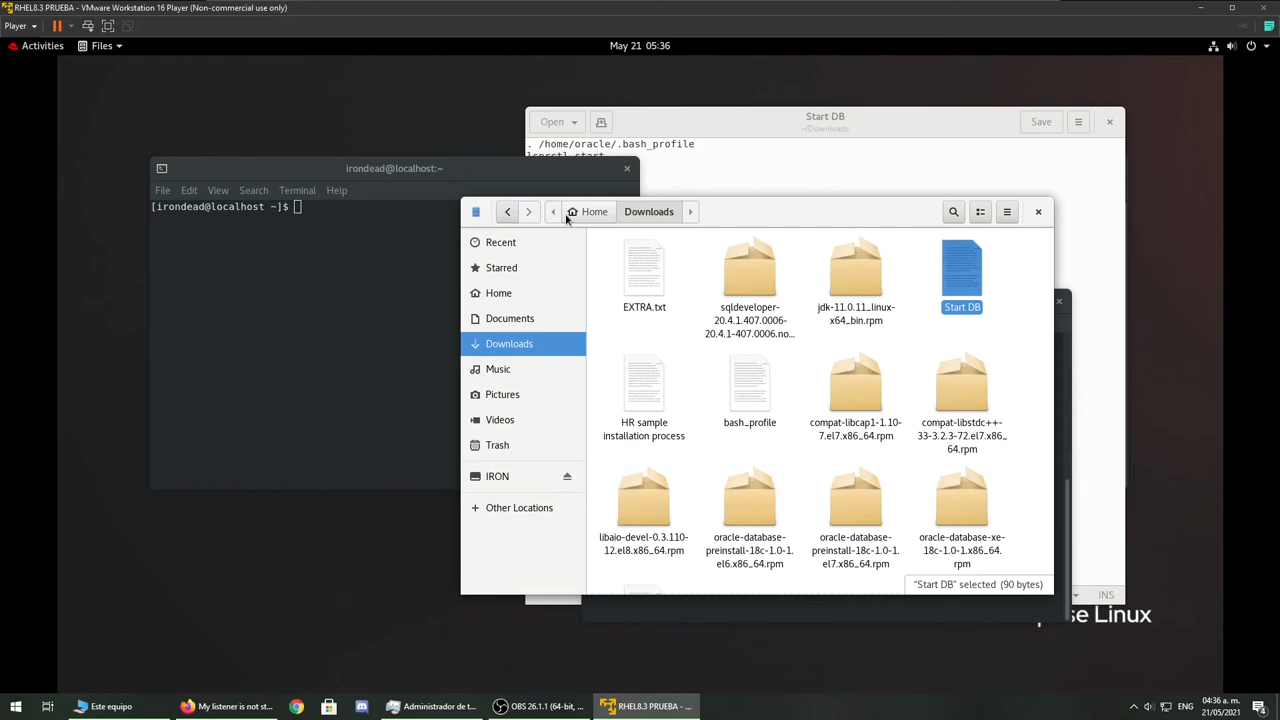 RHEL8.3 PRUEBA - VMware Workstation 16 Player (Non-commercial use only)
Player
Activities
Files
May 21 05:36
Open
Start DB
~/Downloads
Save
. /home/oracle/.bash_profile
lsnrctl start
irondead@localhost:~
File Edit View Search Terminal Help
[irondead@localhost ~]$
Home
Downloads
Recent
Starred
Home
Documents
Downloads
Music
Pictures
Videos
Trash
IRON
Other Locations
EXTRA.txt
sqldeveloper-
20.4.1.407.0006-
20.4.1-407.0006.no...
jdk-11.0.11_linux-
x64_bin.rpm
Start DB
HR sample
installation process
bash_profile
compat-libcap1-1.10-
7.el7.x86_64.rpm
compat-libstdc++-
33-3.2.3-72.el7.x86_
64.rpm
libaio-devel-0.3.110-
12.el8.x86_64.rpm
oracle-database-
preinstall-18c-1.0-1.
el6.x86_64.rpm
oracle-database-
preinstall-18c-1.0-1.
el7.x86_64.rpm
oracle-database-xe-
18c-1.0-1.x86_64.
rpm
"Start DB" selected (90 bytes)
INS
Linux
Este equipo
My listener is not st...
Administrador de t...
OBS 26.1.1 (64-bit, ...
RHEL8.3 PRUEBA - ...
ENG
04:36 a. m.
21/05/2021
4